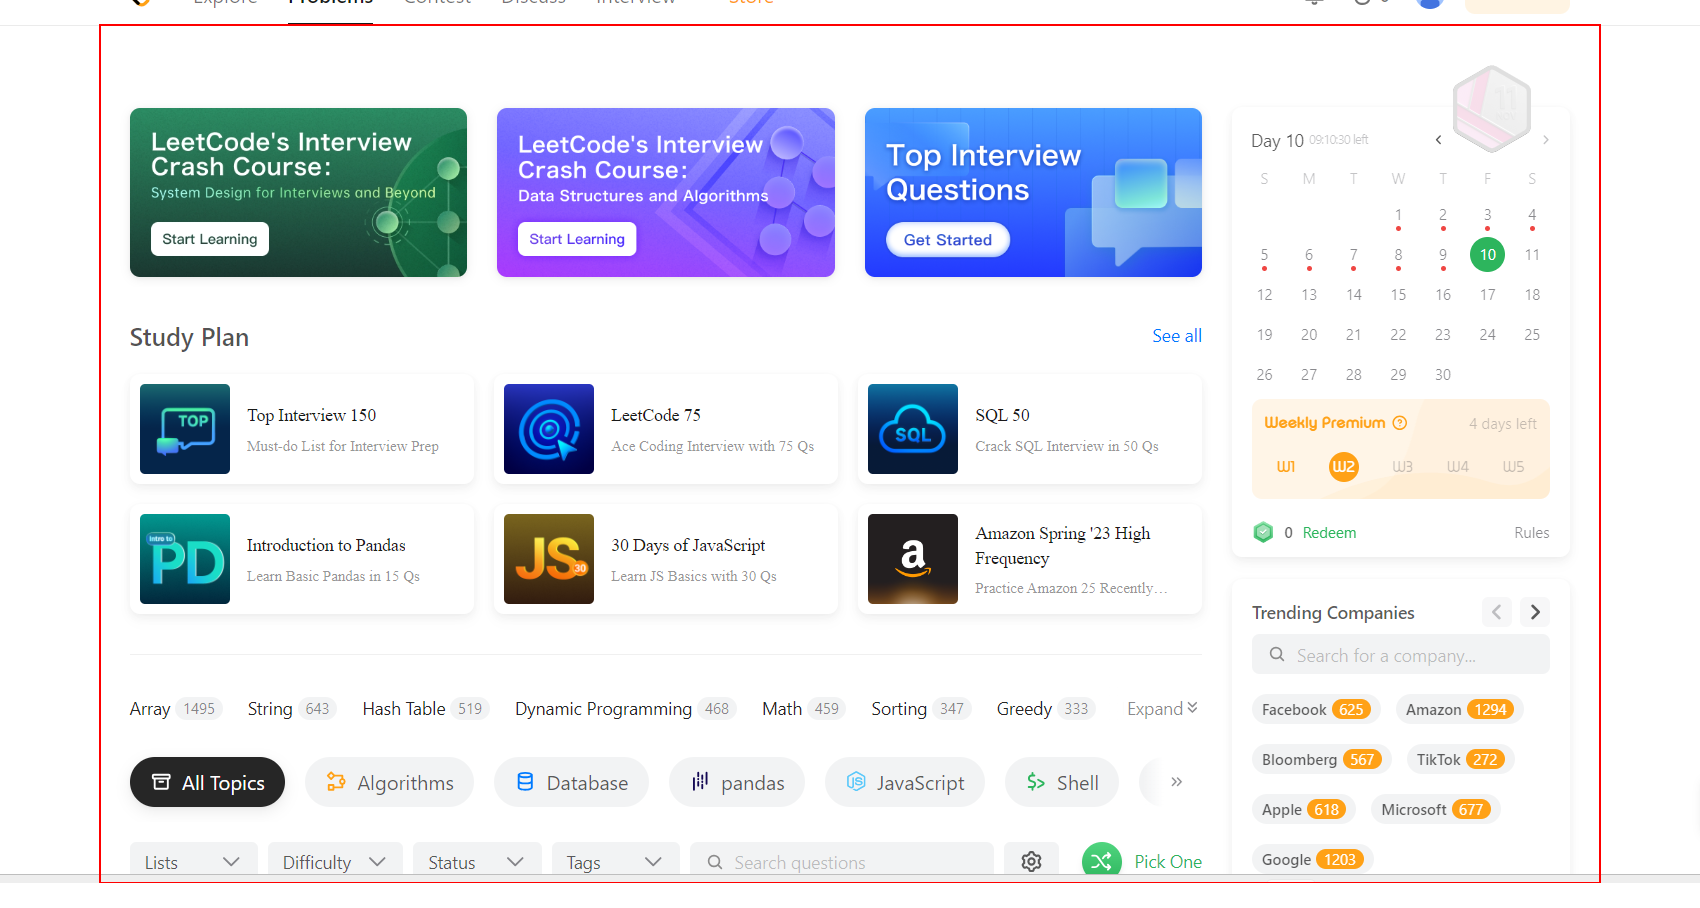 Explore Problems Contest Discuss Interview Store
LeetCode's Interview
Crash Course:
System Design for Interviews and Beyond
Start Learning
LeetCode's Interview
Crash Course:
Data Structures and Algorithms
Start Learning
Top Interview
Questions
Get Started
Study Plan
See all
TOP
Top Interview 150
Must-do List for Interview Prep
LeetCode 75
Ace Coding Interview with 75 Qs
SQL
SQL 50
Crack SQL Interview in 50 Qs
Intro to
PD
Introduction to Pandas
Learn Basic Pandas in 15 Qs
JS 30
30 Days of JavaScript
Learn JS Basics with 30 Qs
a
Amazon Spring '23 High
Frequency
Practice Amazon 25 Recently…
Array 1495 String 643 Hash Table 519 Dynamic Programming 468 Math 459 Sorting 347 Greedy 333 Expand
All Topics Algorithms Database pandas JS JavaScript $ Shell
Lists Difficulty Status Tags Search questions Pick One
11
Day 10 09:10:30 left
S M T W T F S
1 2 3 4
5 6 7 8 9 10 11
12 13 14 15 16 17 18
19 20 21 22 23 24 25
26 27 28 29 30
Weekly Premium ? 4 days left
W1 W2 W3 W4 W5
0 Redeem Rules
Trending Companies
Search for a company...
Facebook 625 Amazon 1294
Bloomberg 567 TikTok 272
Apple 618 Microsoft 677
Google 1203